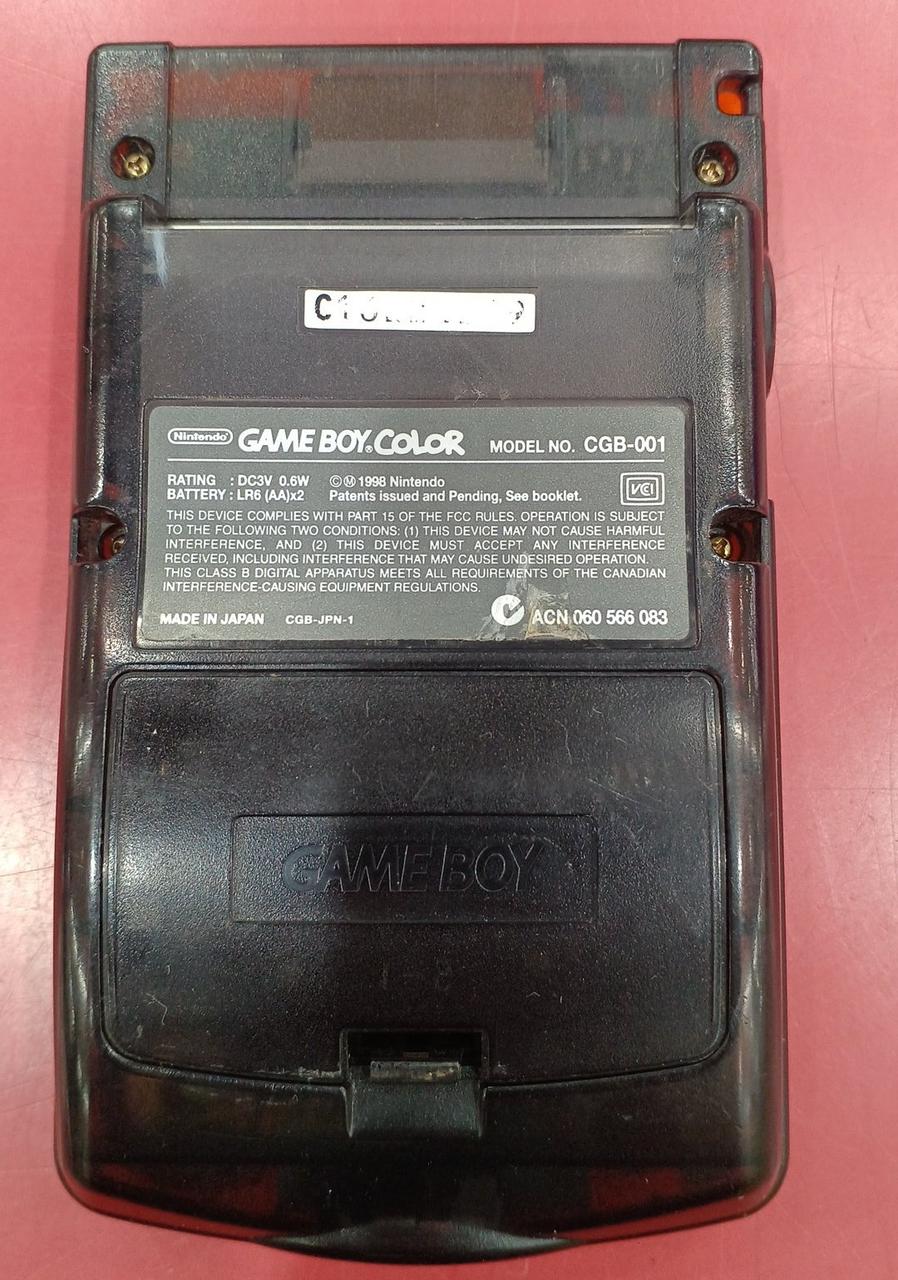 Nintendo GAME BOY COLOR MODEL NO. CGB-001
RATING : DC3V 0.6W ©Ⓜ1998 Nintendo
BATTERY : LR6 (AA)x2 Patents issued and Pending, See booklet.
VCI
THIS DEVICE COMPLIES WITH PART 15 OF THE FCC RULES. OPERATION IS SUBJECT
TO THE FOLLOWING TWO CONDITIONS: (1) THIS DEVICE MAY NOT CAUSE HARMFUL
INTERFERENCE, AND (2) THIS DEVICE MUST ACCEPT ANY INTERFERENCE
RECEIVED, INCLUDING INTERFERENCE THAT MAY CAUSE UNDESIRED OPERATION.
THIS CLASS B DIGITAL APPARATUS MEETS ALL REQUIREMENTS OF THE CANADIAN
INTERFERENCE-CAUSING EQUIPMENT REGULATIONS.
MADE IN JAPAN CGB-JPN-1 ACN 060 566 083
GAME BOY